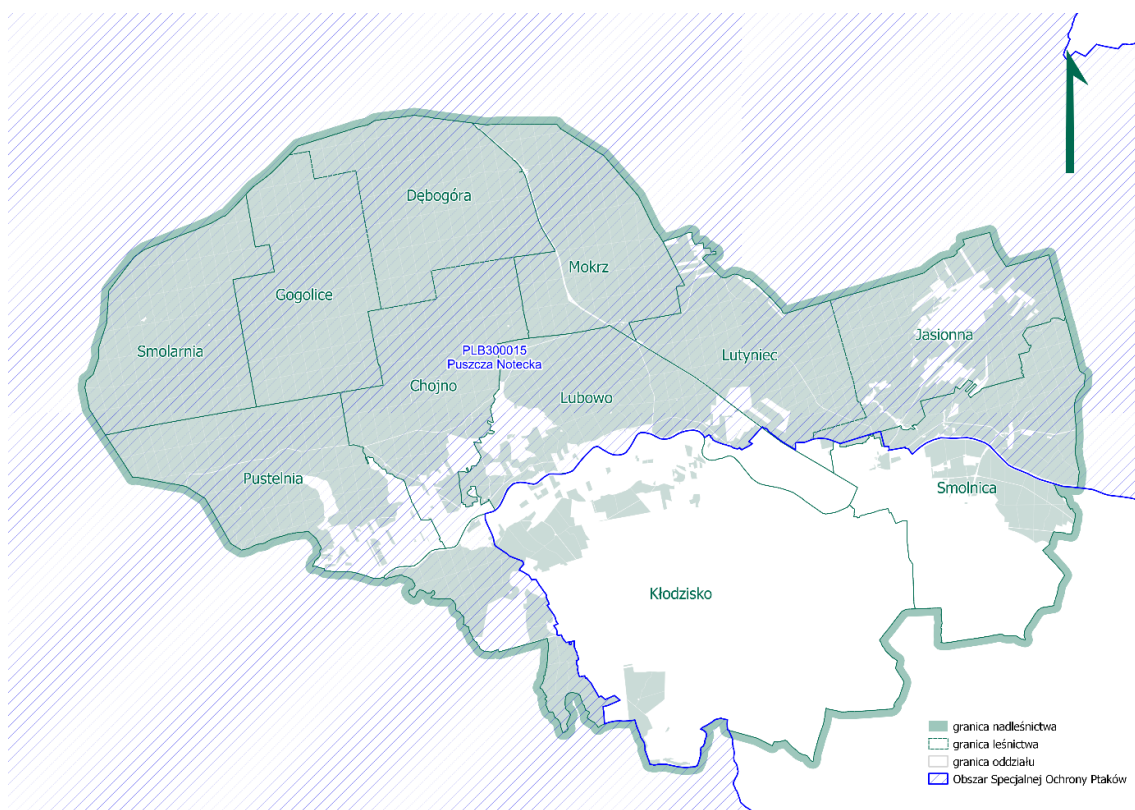 Dębogóra
Mokrz
Gogolice
Jasionna
Smolarnia
PLB300015
Puszcza Notecka
Lutyniec
Chojno
Lubowo
Pustelnia
Smolnica
Kłodzisko
granica nadleśnictwa
granica leśnictwa
granica oddziału
Obszar Specjalnej Ochrony Ptaków